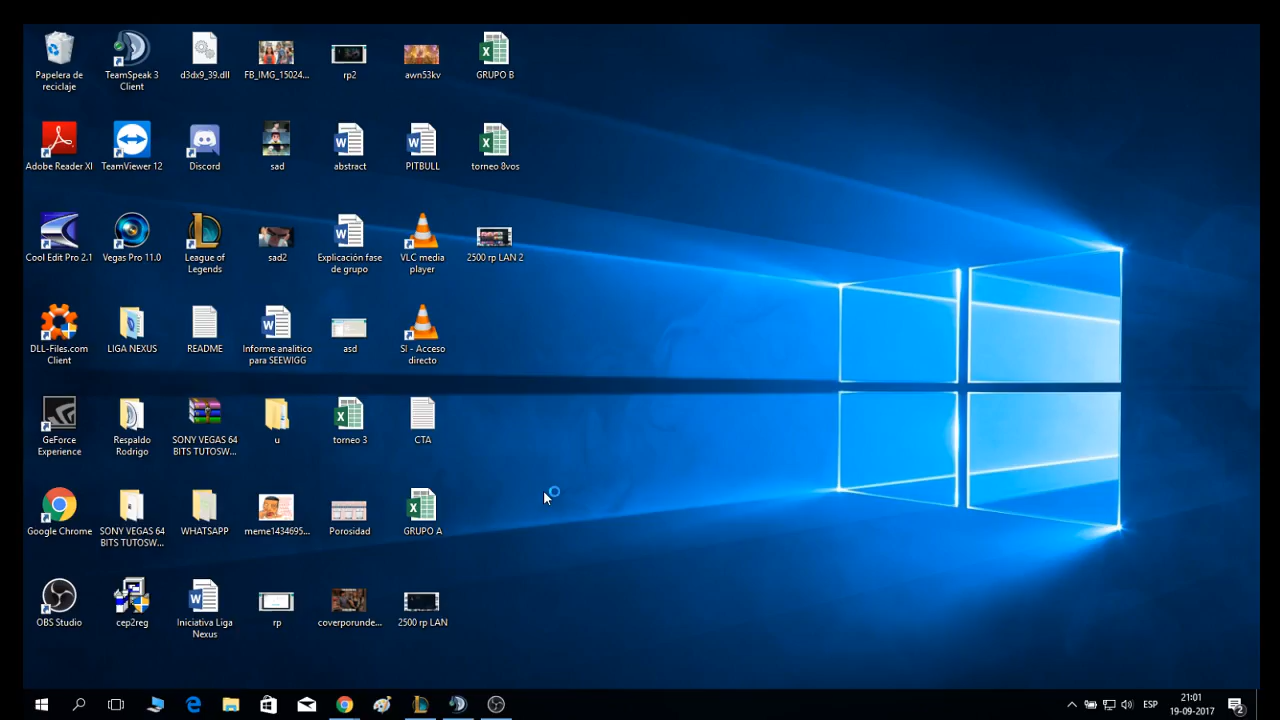 Papelera de
reciclaje
TeamSpeak 3
Client
d3dx9_39.dll
FB_IMG_15024...
rp2
awn53kv
GRUPO B
Adobe Reader XI
TeamViewer 12
Discord
sad
abstract
PITBULL
torneo 8vos
Cool Edit Pro 2.1
Vegas Pro 11.0
League of
Legends
sad2
Explicación fase
de grupo
VLC media
player
2500 rp LAN 2
DLL-Files.com
Client
LIGA NEXUS
README
Informe analitico
para SEEWIGG
asd
SI - Acceso
directo
GeForce
Experience
Respaldo
Rodrigo
SONY VEGAS 64
BITS TUTOSW...
u
torneo 3
CTA
Google Chrome
SONY VEGAS 64
BITS TUTOSW...
WHATSAPP
meme1434695...
Porosidad
GRUPO A
OBS Studio
cep2reg
Iniciativa Liga
Nexus
rp
coverporunde...
2500 rp LAN
ESP
21:01
19-09-2017
2